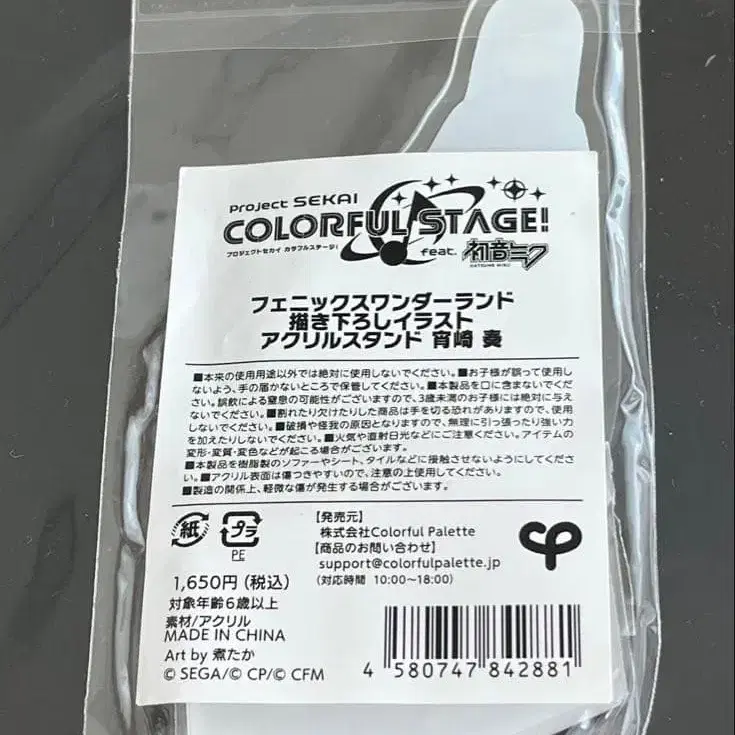 Project SEKAI
COLORFUL STAGE!
プロジェクトセカイ カラフルステージ!
feat. 初音ミク
HATSUNE MIKU
フェニックスワンダーランド
描き下ろしイラスト
アクリルスタンド 宵崎 奏
■本来の使用用途以外では絶対に使用しないでください。■お子様が誤って使用し
ないよう、手の届かないところで保管してください。■本製品を口に含まないでくだ
さい。誤飲による窒息の可能性がございますので、3歳未満のお子様には絶対に与え
ないでください。■割れたり欠けたりした商品は手を切る恐れがありますので、使用
しないでください。■破損や怪我の原因となりますので、無理に引っ張ったり強い力
を加えたりしないでください。■火気や直射日光などにご注意ください。アイテムの
変形・変質・変色などが起こる場合がございます。
■本製品を樹脂製のソファーやシート、タイルなどに接触させないようにしてくださ
い。■アクリル表面は傷つきやすいので、注意の上使用してください。
■製造の関係上、軽微な傷が発生する場合がございます。
紙
プラ
PE
【発売元】
株式会社Colorful Palette
【商品のお問い合わせ】
support@colorfulpalette.jp
(対応時間 10:00~18:00)
1,650円(税込)
対象年齢6歳以上
素材/アクリル
MADE IN CHINA
Art by 煮たか
© SEGA/© CP/© CFM
4 580747 842881